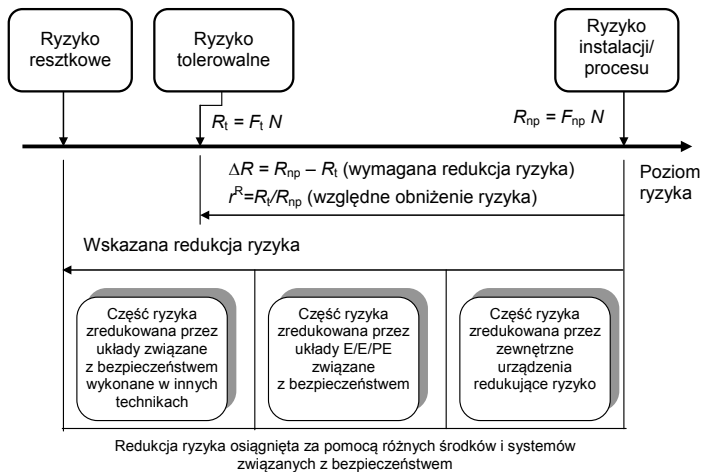 Ryzyko
resztkowe
Ryzyko
tolerowalne
Ryzyko
instalacji/
procesu
Rt = Ft N
Rnp = Fnp N
ΔR = Rnp – Rt (wymagana redukcja ryzyka)
r^R=Rt/Rnp (względne obniżenie ryzyka)
Poziom
ryzyka
Wskazana redukcja ryzyka
Część ryzyka
zredukowana przez
układy związane
z bezpieczeństwem
wykonane w innych
technikach
Część ryzyka
zredukowana przez
układy E/E/PE
związane
z bezpieczeństwem
Część ryzyka
zredukowana przez
zewnętrzne
urządzenia
redukujące ryzyko
Redukcja ryzyka osiągnięta za pomocą różnych środków i systemów
związanych z bezpieczeństwem